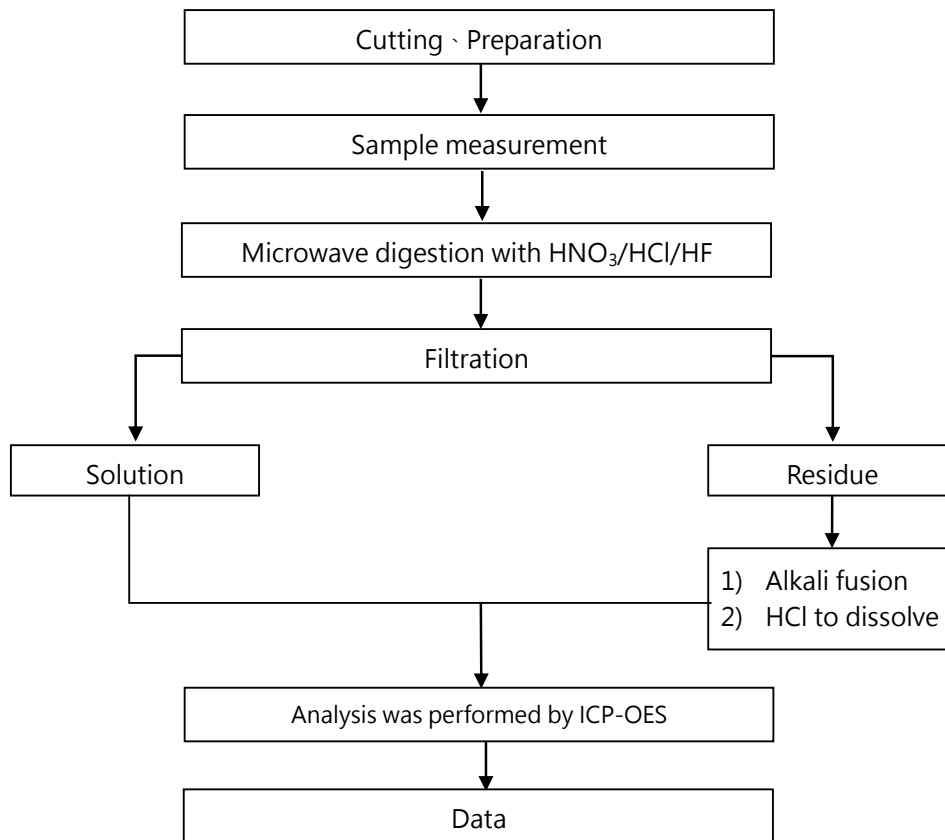 Cutting、Preparation
Sample measurement
Microwave digestion with HNO₃/HCl/HF
Filtration
Solution
Residue
1) Alkali fusion
2) HCl to dissolve
Analysis was performed by ICP-OES
Data